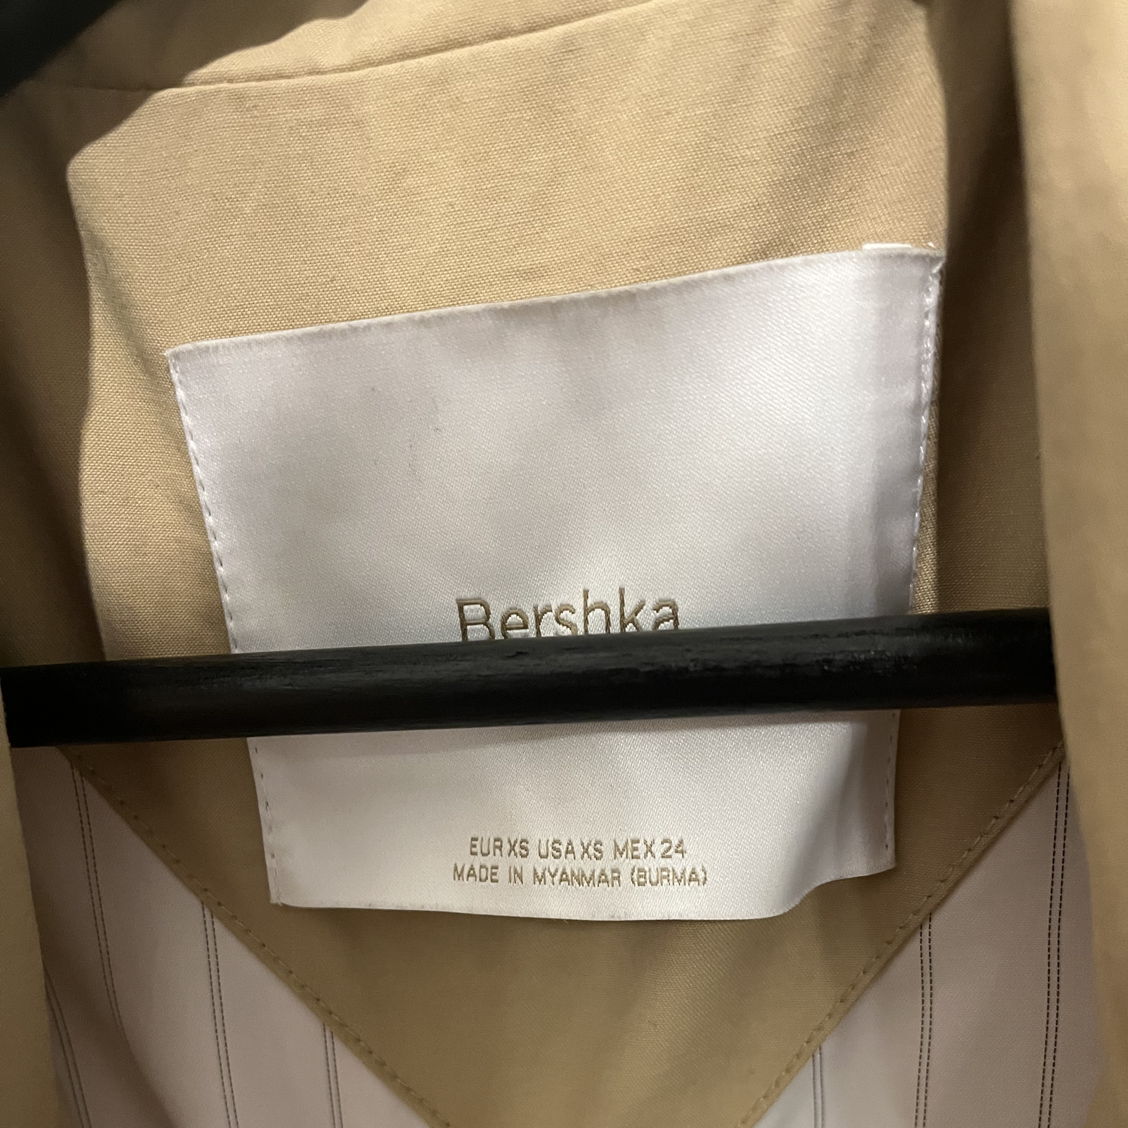 Bershka
EUR XS USA XS MEX 24
MADE IN MYANMAR (BURMA)